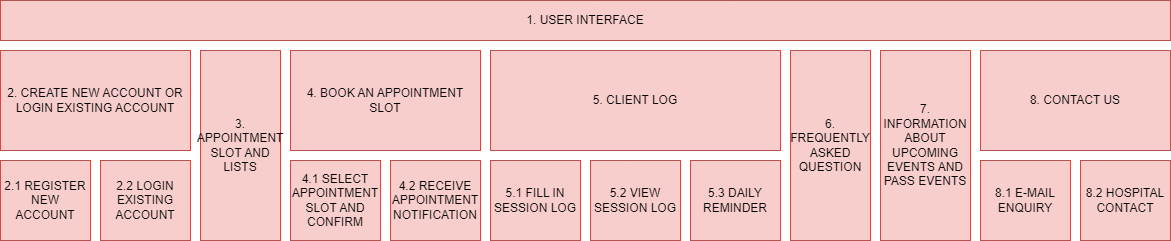 1. USER INTERFACE
2. CREATE NEW ACCOUNT OR
LOGIN EXISTING ACCOUNT
2.1 REGISTER
NEW
ACCOUNT
2.2 LOGIN
EXISTING
ACCOUNT
3.
APPOINTMENT
SLOT AND
LISTS
4. BOOK AN APPOINTMENT
SLOT
4.1 SELECT
APPOINTMENT
SLOT AND
CONFIRM
4.2 RECEIVE
APPOINTMENT
NOTIFICATION
5. CLIENT LOG
5.1 FILL IN
SESSION LOG
5.2 VIEW
SESSION LOG
5.3 DAILY
REMINDER
6.
FREQUENTLY
ASKED
QUESTION
7.
INFORMATION
ABOUT
UPCOMING
EVENTS AND
PASS EVENTS
8. CONTACT US
8.1 E-MAIL
ENQUIRY
8.2 HOSPITAL
CONTACT